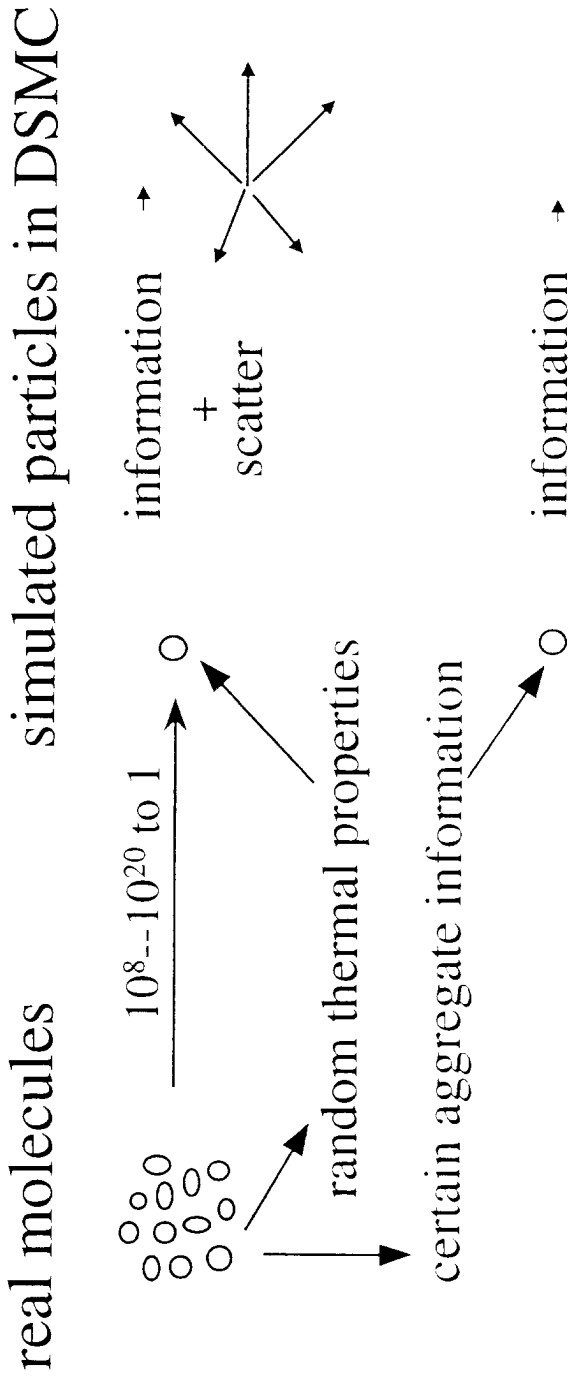 real molecules
simulated particles in DSMC
10⁸--10²⁰ to 1
information
+
scatter
random thermal properties
certain aggregate information
information